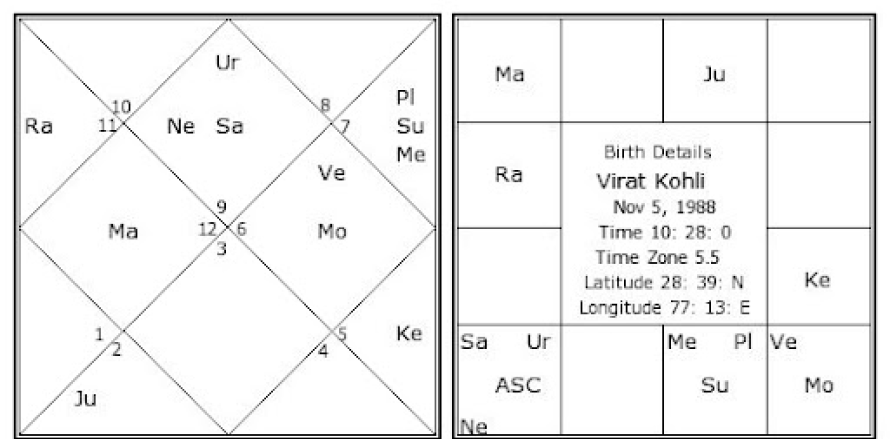 Ur
10
8
Pl
Ra
11
Ne Sa
7
Su
Me
Ve
9
Ma
12 6
Mo
3
1
5
Ke
2
4
Ju
Ma
Ju
Ra
Birth Details
Virat Kohli
Nov 5, 1988
Time 10: 28: 0
Time Zone 5.5
Latitude 28: 39: N
Longitude 77: 13: E
Ke
Sa Ur
Me Pl
Ve
ASC
Su
Mo
Ne